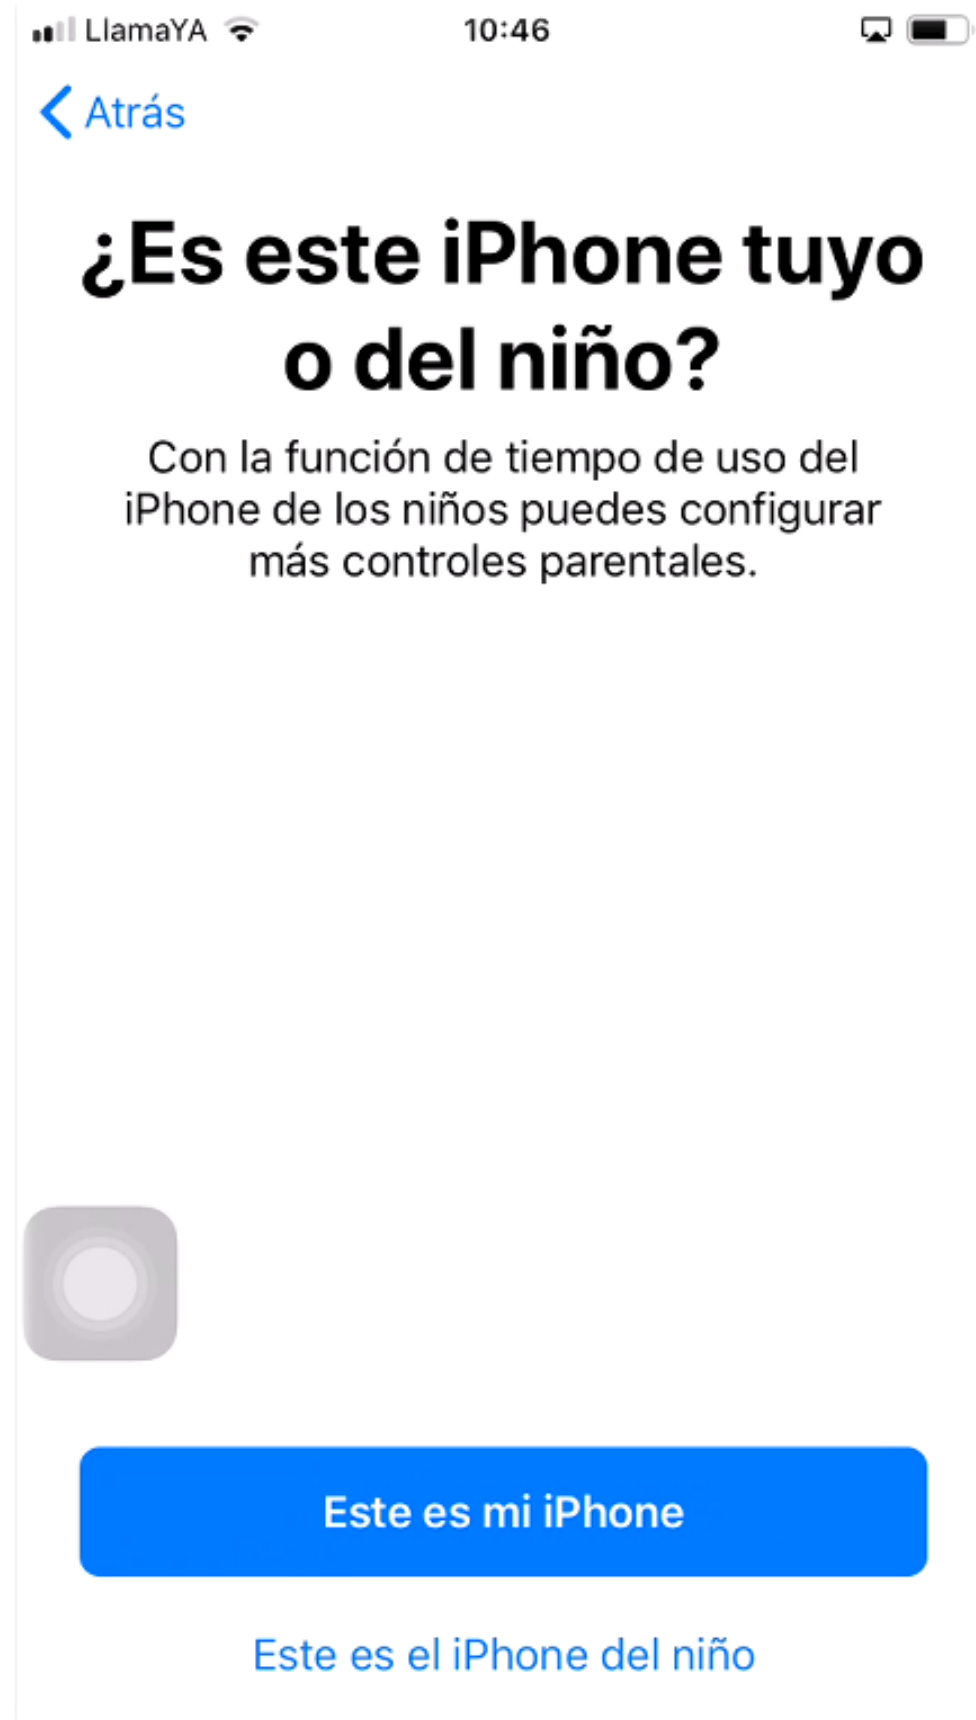 LlamaYA 10:46
Atrás
¿Es este iPhone tuyo
o del niño?
Con la función de tiempo de uso del
iPhone de los niños puedes configurar
más controles parentales.
Este es mi iPhone
Este es el iPhone del niño